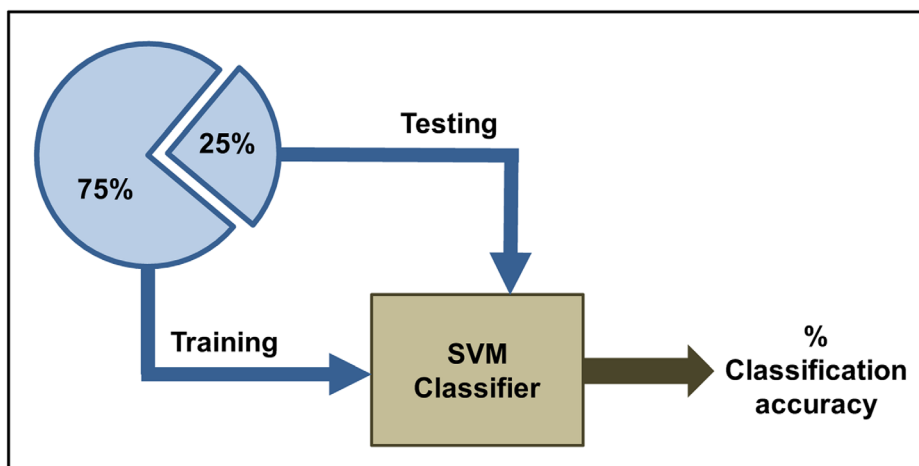 Testing
25%
75%
Training
SVM
Classifier
%
Classification
accuracy